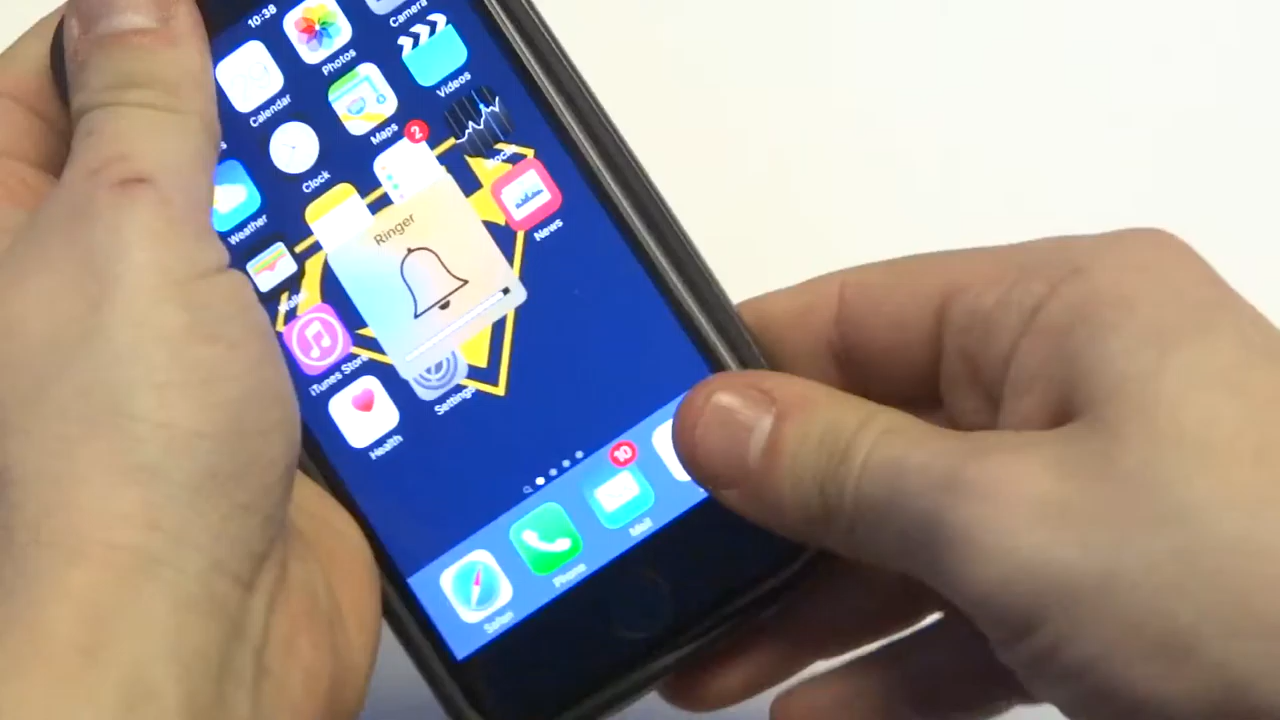 10:38
Photos
Camera
Calendar
Maps
Videos
2
Clock
Weather
Ringer
News
iTunes Store
Settings
Health
10
Mail
Phone
Safari